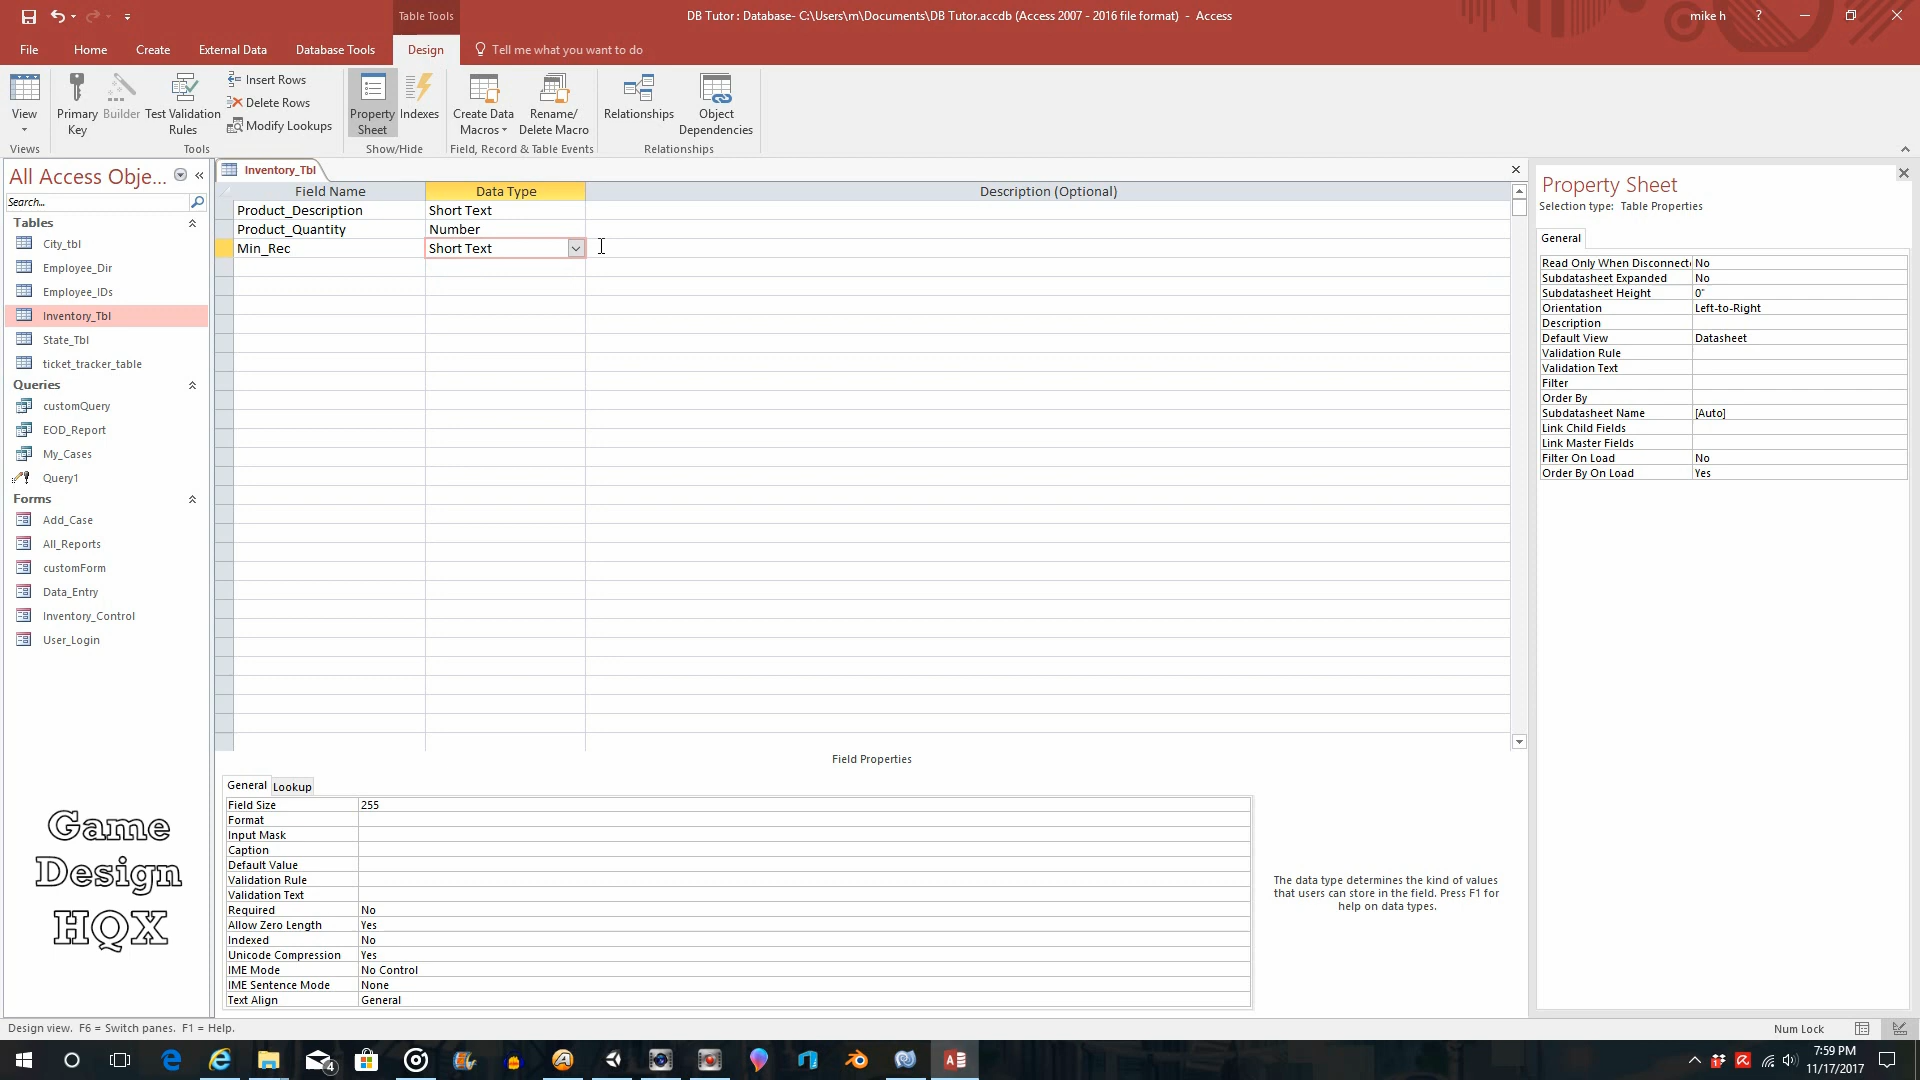 Table Tools
DB Tutor : Database- C:\Users\m\Documents\DB Tutor.accdb (Access 2007 - 2016 file format)  -  Access
mike h
?
File
Home
Create
External Data
Database Tools
Design
Tell me what you want to do
View
Primary Key
Builder
Test Validation Rules
Insert Rows
Delete Rows
Modify Lookups
Property Sheet
Indexes
Create Data Macros
Rename/ Delete Macro
Relationships
Object Dependencies
Views
Tools
Show/Hide
Field, Record & Table Events
Relationships
All Access Obje...
Search...
Tables
City_tbl
Employee_Dir
Employee_IDs
Inventory_Tbl
State_Tbl
ticket_tracker_table
Queries
customQuery
EOD_Report
My_Cases
Query1
Forms
Add_Case
All_Reports
customForm
Data_Entry
Inventory_Control
User_Login
Game
Design
HQX
Inventory_Tbl
Field Name Data Type Description (Optional)
Product_Description Short Text
Product_Quantity Number
Min_Rec Short Text
Field Properties
General Lookup
Field Size 255
Format
Input Mask
Caption
Default Value
Validation Rule
Validation Text
Required No
Allow Zero Length Yes
Indexed No
Unicode Compression Yes
IME Mode No Control
IME Sentence Mode None
Text Align General
The data type determines the kind of values
that users can store in the field. Press F1 for
help on data types.
Property Sheet
Selection type: Table Properties
General
Read Only When Disconnecte No
Subdatasheet Expanded No
Subdatasheet Height 0"
Orientation Left-to-Right
Description
Default View Datasheet
Validation Rule
Validation Text
Filter
Order By
Subdatasheet Name [Auto]
Link Child Fields
Link Master Fields
Filter On Load No
Order By On Load Yes
Design view. F6 = Switch panes. F1 = Help.
Num Lock
4
7:59 PM
11/17/2017